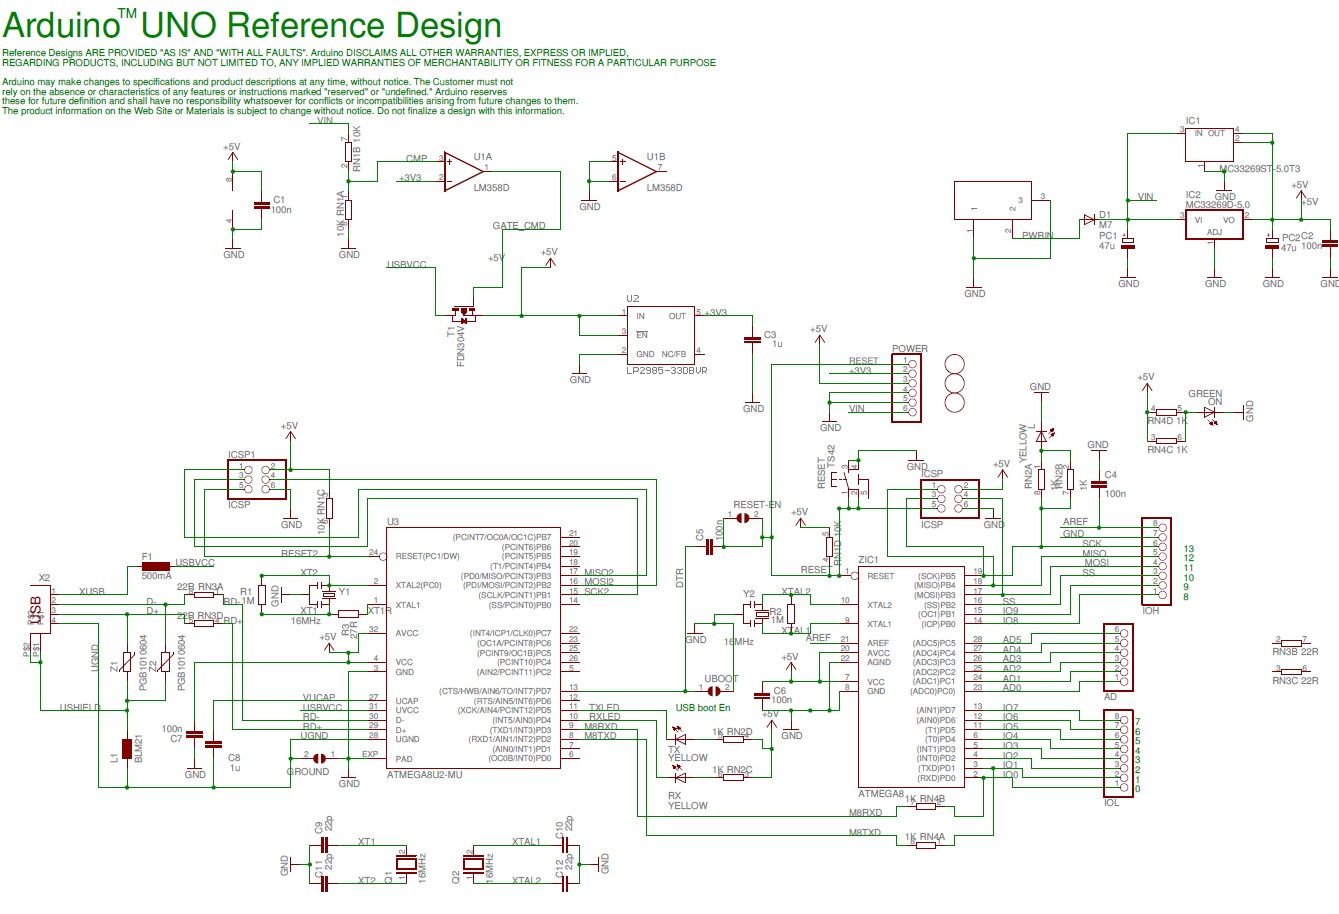 Arduino™ UNO Reference Design
Reference Designs ARE PROVIDED "AS IS" AND "WITH ALL FAULTS". Arduino DISCLAIMS ALL OTHER WARRANTIES, EXPRESS OR IMPLIED,
REGARDING PRODUCTS, INCLUDING BUT NOT LIMITED TO, ANY IMPLIED WARRANTIES OF MERCHANTABILITY OR FITNESS FOR A PARTICULAR PURPOSE
Arduino may make changes to specifications and product descriptions at any time, without notice. The Customer must not
rely on the absence or characteristics of any features or instructions marked "reserved" or "undefined." Arduino reserves
these for future definition and shall have no responsibility whatsoever for conflicts or incompatibilities arising from future changes to them.
The product information on the Web Site or Materials is subject to change without notice. Do not finalize a design with this information.
+5V
8
4
C1
100n
GND
VIN
7
2
RN1B 10K
10K RN1A
GND
CMP
+3V3
3
2
1
U1A
LM358D
5
6
7
U1B
LM358D
GND
GATE_CMD
USBVCC
+5V
+5V
T1
FDN304V
U2
1 IN OUT 5 +3V3
3 EN
2 GND NC/FB 4
LP2985-33DBVR
GND
C3
1u
GND
1
2
3
3
1
2
PWRIN
GND
D1
M7
VIN
IC1
3 IN OUT 4
2
1
MC33269ST-5.0T3
GND
IC2
MC33269D-5.0
3 VI VO 2
ADJ
1
GND
PC1
47u
GND
PC2
47u
GND
C2
100n
GND
+5V
+5V
POWER
RESET 1
+3V3 2
3
4
5
VIN 6
+5V
GND
GND
YELLOW
L
RN2A
1K
RN2B
1K
8
7
GND
C4
100n
+5V
4 5
RN4D 1K
3 6
RN4C 1K
GREEN
ON
GND
ICSP1
1 2
3 4
5 6
ICSP
+5V
GND
10K RN1C
RESET2
RESET
TS42
3 4
1 2 5
GND
ICSP
1 2
3 4
5 6
ICSP
+5V
GND
RESET-EN
1 2
C5
100n
DTR
+5V
RN1D 10K
RESET
F1
500mA
USBVCC
X2
USB
1
2
3
4
P$2
P$1
XUSB
D-
D+
22R RN3A
22R RN3D
RD-
RD+
UGND
Z1
PGB1010604
Z2
PGB1010604
USHIELD
L1
BLM21
R1
1M
GND
XT2
XT1
Y1
16MHz
XT1R
R3
27R
+5V
100n
C7
GND
C8
1u
2 1
GROUND
GND
EXP
UVCAP
USBVCC
RD-
RD+
UGND
U3
24 RESET(PC1/DW)
2 XTAL2(PC0)
1 XTAL1
32 AVCC
4 VCC
3 GND
27 UCAP
31 UVCC
30 D-
29 D+
28 UGND
PAD
(PCINT7/OC0A/OC1C)PB7 21
(PCINT6)PB6 20
(PCINT5)PB5 19
(T1/PCINT4)PB4 18
(PD0/MISO/PCINT3)PB3 17 MISO2
(PDI/MOSI/PCINT2)PB2 16 MOSI2
(SCLK/PCINT1)PB1 15 SCK2
(SS/PCINT0)PB0 14
(INT4/ICP1/CLK0)PC7 22
(OC1A/PCINT8)PC6 23
(PCINT9/OC1B)PC5 25
(PCINT10)PC4 26
(AIN2/PCINT11)PC2 5
(CTS/HWB/AIN6/TO/INT7)PD7 13
(RTS/AIN5/INT6)PD6 12
(XCK/AIN4/PCINT12)PD5 11 TXLED
(INT5/AIN3)PD4 10 RXLED
(TXD1/INT3)PD3 9 M8RXD
(RXD1/AIN1/INT2)PD2 8 M8TXD
(AIN0/INT1)PD1 7
(OC0B/INT0)PD0 6
ATMEGA8U2-MU
Y2
XTAL2
XTAL1
R2
1M
16MHz
GND
AREF
+5V
UBOOT
1 2
USB boot En
C6
100n
GND
+5V
TX
YELLOW
1K RN2D
RX
YELLOW
1K RN2C
ZIC1
1 RESET
10 XTAL2
9 XTAL1
21 AREF
20 AVCC
22 AGND
7 VCC
8 GND
(SCK)PB5 19
(MISO)PB4 18
(MOSI)PB3 17
(SS)PB2 16 SS
(OC1)PB1 15 IO9
(ICP)PB0 14 IO8
(ADC5)PC5 28 AD5
(ADC4)PC4 27 AD4
(ADC3)PC3 26 AD3
(ADC2)PC2 25 AD2
(ADC1)PC1 24 AD1
(ADC0)PC0 23 AD0
(AIN1)PD7 13 IO7
(AIN0)PD6 12 IO6
(T1)PD5 11 IO5
(T0)PD4 6 IO4
(INT1)PD3 5 IO3
(INT0)PD2 4 IO2
(TXD)PD1 3 IO1
(RXD)PD0 2 IO0
ATMEGA8
AREF 8
GND 7
SCK 6 13
MISO 5 12
MOSI 4 11
SS 3 10
2 9
1 8
IOH
6
5
4
3
2
1
AD
8 7
7 6
6 5
5 4
4 3
3 2
2 1
1 0
IOL
2 7
RN3B 22R
3 6
RN3C 22R
M8RXD
1K RN4B
M8TXD
1K RN4A
GND
C9
22p
C11
22p
XT1
XT2
Q1
16MHz
Q2
16MHz
XTAL1
XTAL2
C10
22p
C12
22p
GND